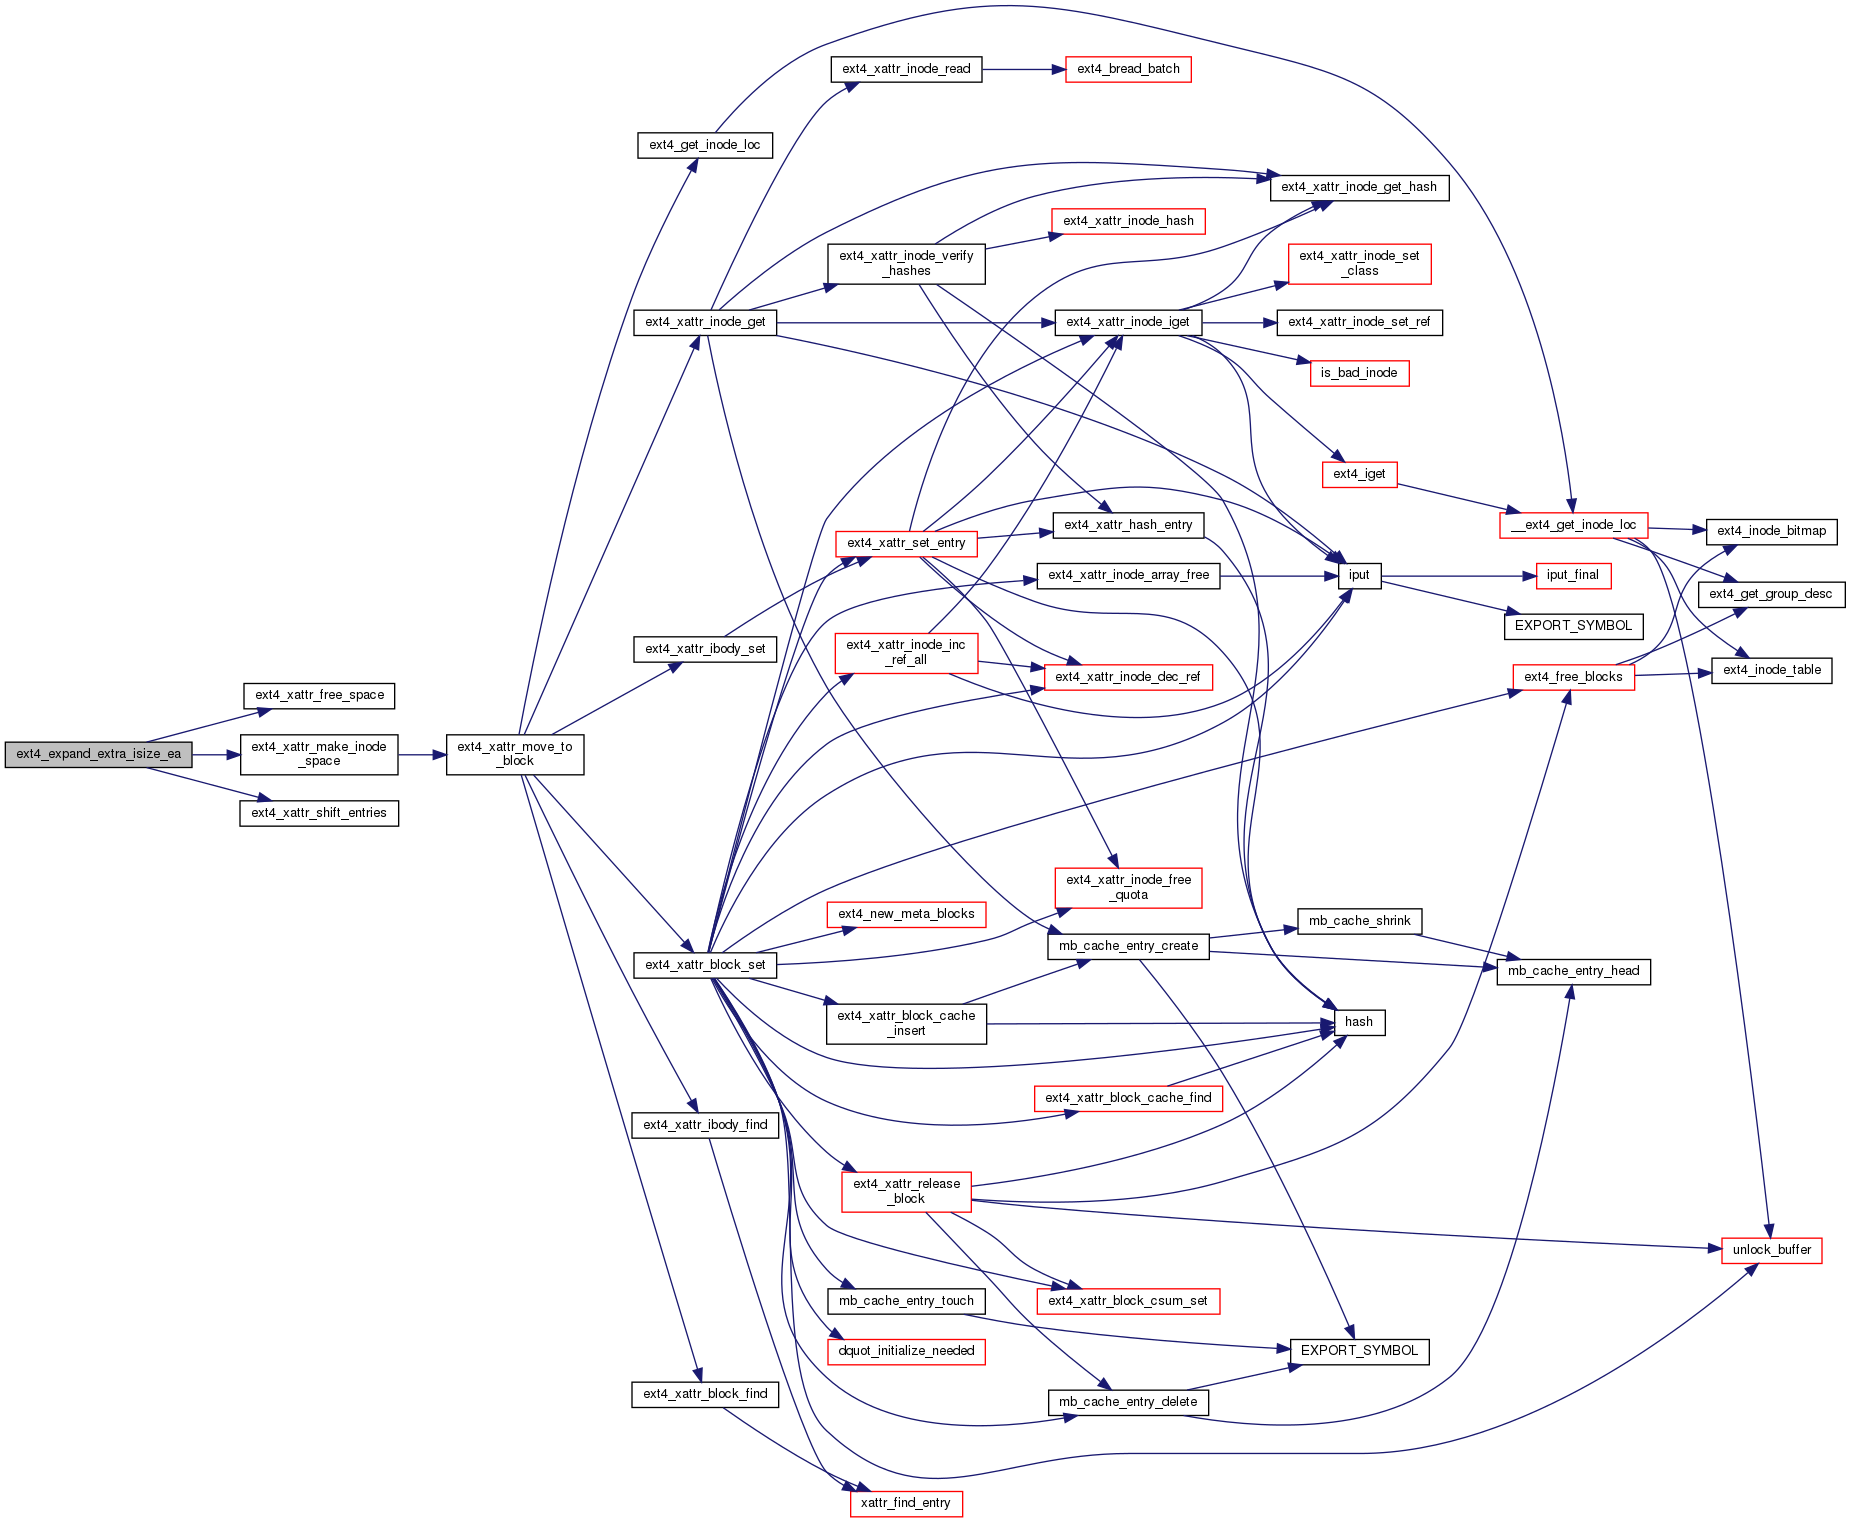 ext4_expand_extra_isize_ea
ext4_xattr_free_space
ext4_xattr_make_inode
_space
ext4_xattr_shift_entries
ext4_xattr_move_to
_block
ext4_get_inode_loc
ext4_xattr_inode_get
ext4_xattr_ibody_set
ext4_xattr_block_set
ext4_xattr_ibody_find
ext4_xattr_block_find
ext4_xattr_inode_read
ext4_xattr_inode_verify
_hashes
ext4_xattr_set_entry
ext4_xattr_inode_inc
_ref_all
ext4_new_meta_blocks
ext4_xattr_block_cache
_insert
ext4_xattr_release
_block
mb_cache_entry_touch
dquot_initialize_needed
xattr_find_entry
ext4_bread_batch
ext4_xattr_inode_hash
ext4_xattr_inode_iget
ext4_xattr_hash_entry
ext4_xattr_inode_array_free
ext4_xattr_inode_dec_ref
ext4_xattr_inode_free
_quota
mb_cache_entry_create
ext4_xattr_block_cache_find
ext4_xattr_block_csum_set
mb_cache_entry_delete
ext4_xattr_inode_get_hash
ext4_xattr_inode_set
_class
ext4_xattr_inode_set_ref
is_bad_inode
ext4_iget
iput
mb_cache_shrink
hash
EXPORT_SYMBOL
__ext4_get_inode_loc
iput_final
EXPORT_SYMBOL
ext4_free_blocks
mb_cache_entry_head
ext4_inode_bitmap
ext4_get_group_desc
ext4_inode_table
unlock_buffer